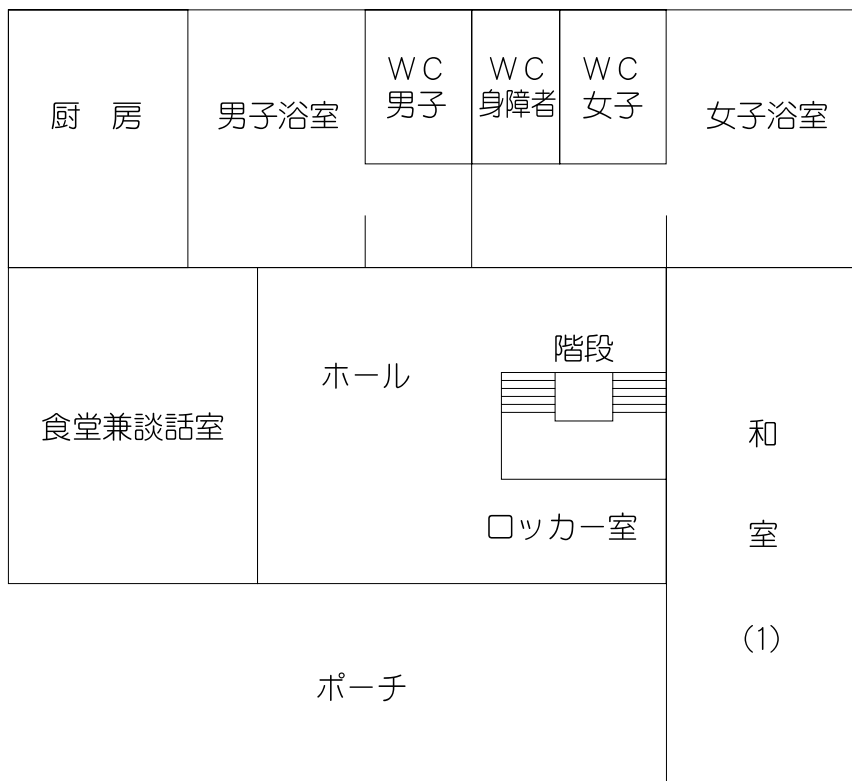 厨　房
男子浴室
ＷＣ
男子
ＷＣ
身障者
ＷＣ
女子
女子浴室
階段
ホール
食堂兼談話室
和
室
(1)
ロッカー室
ポーチ